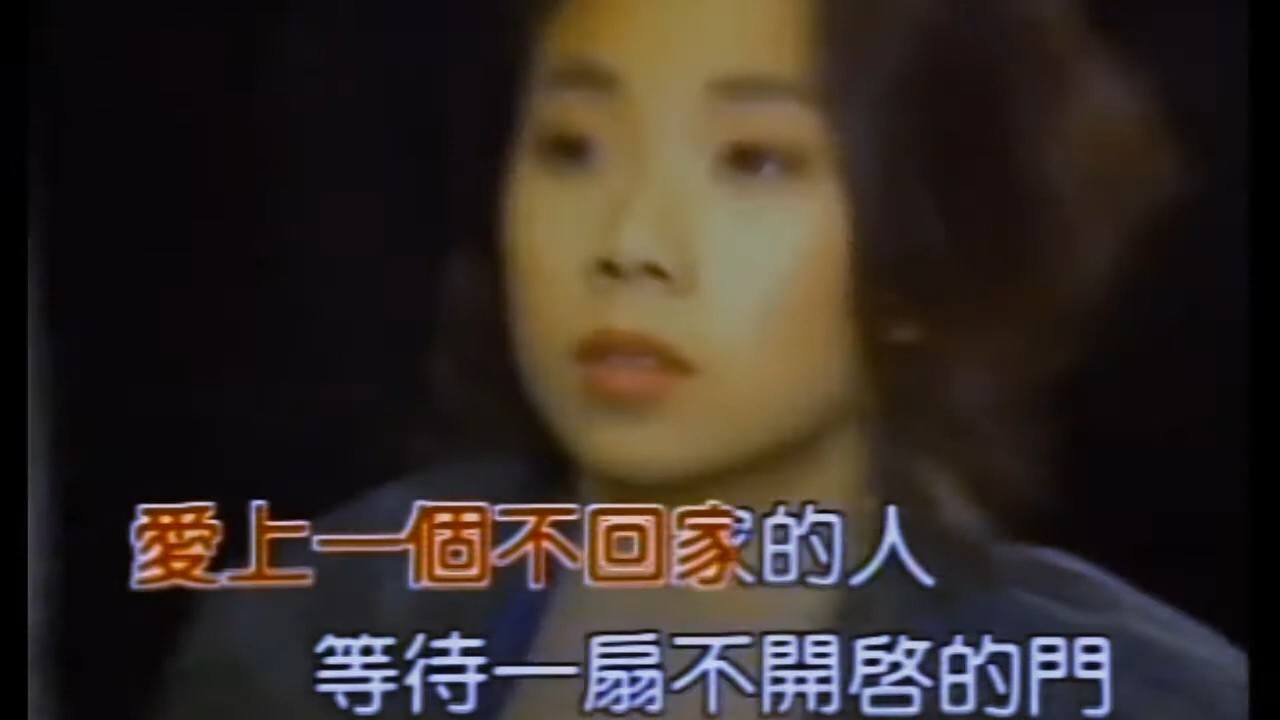 愛上一個不回家的人
等待一扇不開啓的門